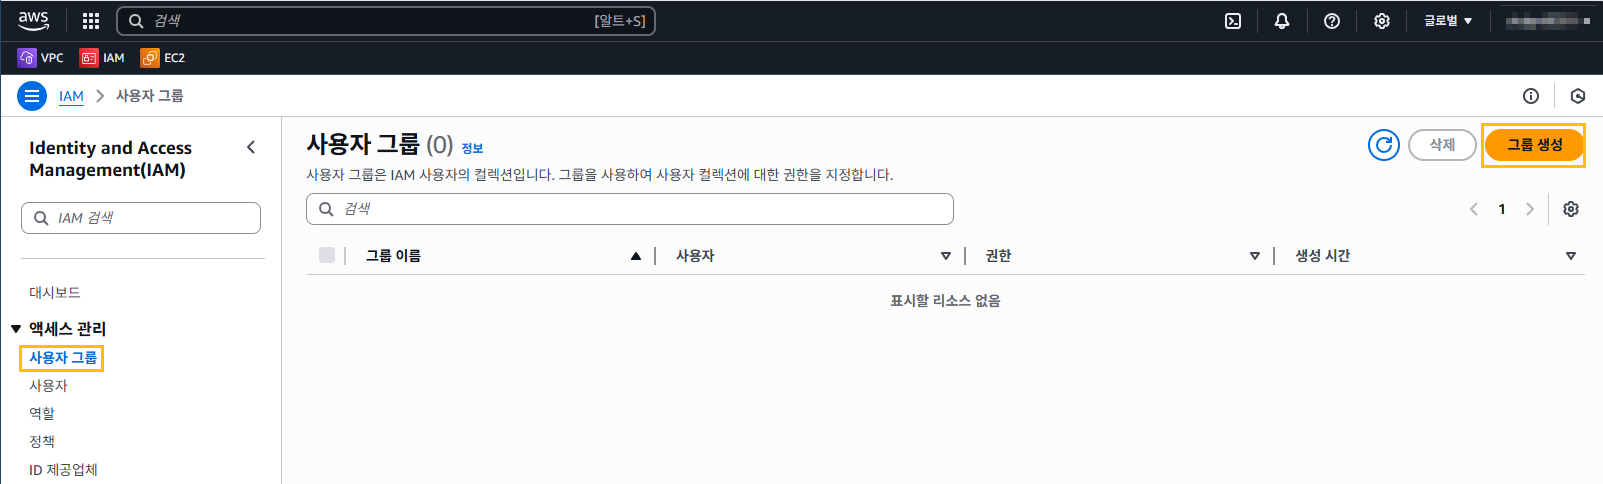 aws
검색 [알트+S] 글로벌
VPC IAM EC2
IAM 사용자 그룹
Identity and Access
Management(IAM)
IAM 검색
대시보드
액세스 관리
사용자 그룹
사용자
역할
정책
ID 제공업체
사용자 그룹 (0) 정보
삭제 그룹 생성
사용자 그룹은 IAM 사용자의 컬렉션입니다. 그룹을 사용하여 사용자 컬렉션에 대한 권한을 지정합니다.
검색
1
그룹 이름 사용자 권한 생성 시간
표시할 리소스 없음